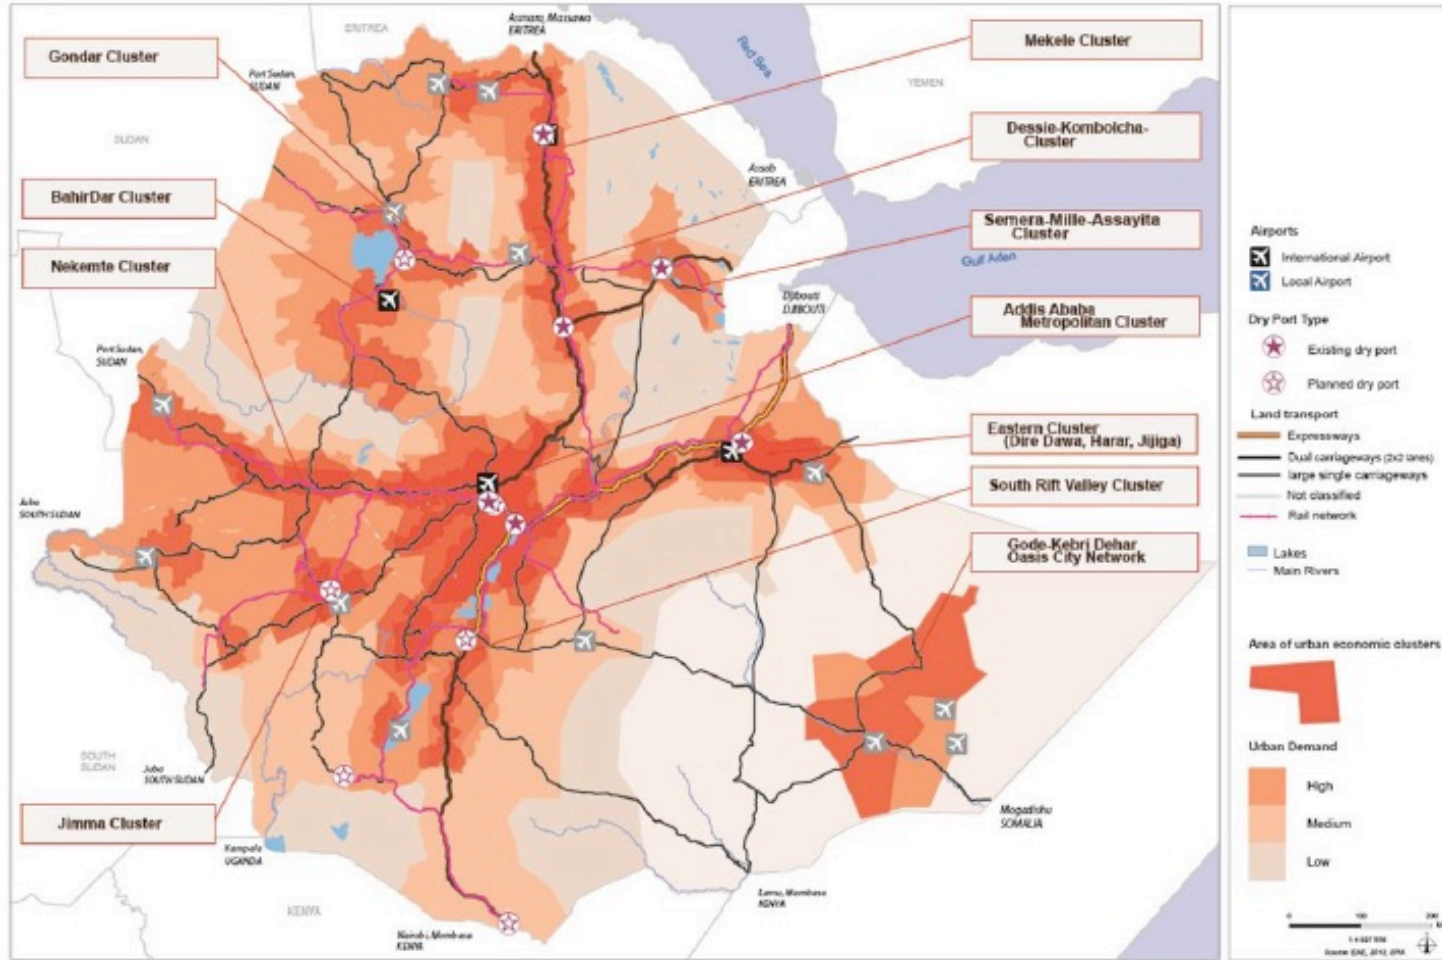 Asmara, Massawa
ERITREA
ERITREA
Gondar Cluster
Mekele Cluster
Red Sea
Port Sudan,
SUDAN
YEMEN
SUDAN
Dessie-Kombolcha-
Cluster
Assab
ERITREA
BahirDar Cluster
Semera-Mille-Assayita
Cluster
Gulf Aden
Nekemte Cluster
Djibouti
DJIBOUTI
Addis Ababa
Metropolitan Cluster
Port Sudan,
SUDAN
Eastern Cluster
(Dire Dawa, Harar, Jijiga)
South Rift Valley Cluster
Juba
SOUTH SUDAN
Gode-Kebri Dehar
Oasis City Network
SOUTH
SUDAN
Juba
SOUTH SUDAN
Jimma Cluster
Mogadishu
SOMALIA
Kampala
UGANDA
Lamu, Mombasa
KENYA
KENYA
Nairobi, Mombasa
KENYA
Airports
International Airport
Local Airport
Dry Port Type
Existing dry port
Planned dry port
Land transport
Expressways
Dual carriageways (2x2 lanes)
large single carriageways
Not classified
Rail network
Lakes
Main Rivers
Area of urban economic clusters
Urban Demand
High
Medium
Low
0 100 200